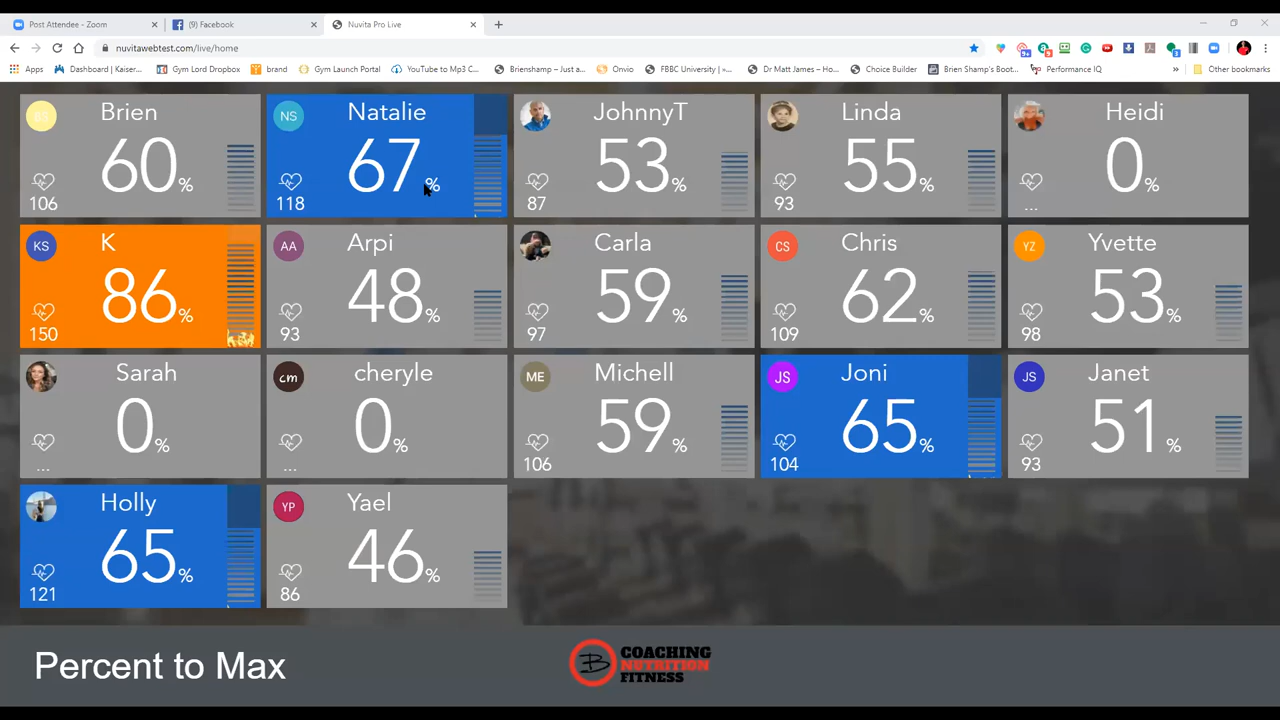 Post Attendee - Zoom
(9) Facebook
Nuvita Pro Live
nuvitawebtest.com/live/home
Apps
Dashboard | Kaiser...
Gym Lord Dropbox
brand
Gym Launch Portal
YouTube to Mp3 C...
Brienshamp – Just a...
Onvio
FBBC University | »...
Dr Matt James – Ho...
Choice Builder
Brien Shamp's Boot...
Performance IQ
»
Other bookmarks
Brien
60%
106
NS
Natalie
67%
118
JohnnyT
53%
87
Linda
55%
93
Heidi
0%
...
KS
K
86%
150
AA
Arpi
48%
93
Carla
59%
97
CS
Chris
62%
109
YZ
Yvette
53%
98
Sarah
0%
...
cm
cheryle
0%
...
ME
Michell
59%
106
JS
Joni
65%
104
JS
Janet
51%
93
Holly
65%
121
YP
Yael
46%
86
Percent to Max
B
COACHING
NUTRITION
FITNESS